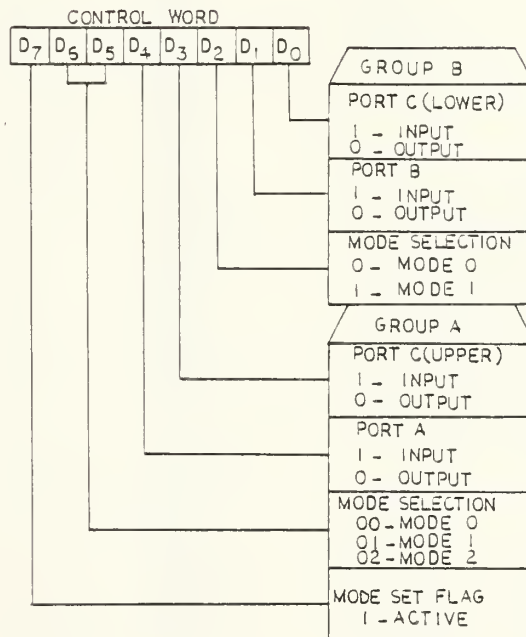 CONTROL WORD
D7 D6 D5 D4 D3 D2 D1 D0
GROUP B
PORT C (LOWER)
1 - INPUT
0 - OUTPUT
PORT B
1 - INPUT
0 - OUTPUT
MODE SELECTION
0 - MODE 0
1 - MODE 1
GROUP A
PORT C(UPPER)
1 - INPUT
0 - OUTPUT
PORT A
1 - INPUT
0 - OUTPUT
MODE SELECTION
00-MODE 0
01-MODE 1
02-MODE 2
MODE SET FLAG
1 - ACTIVE